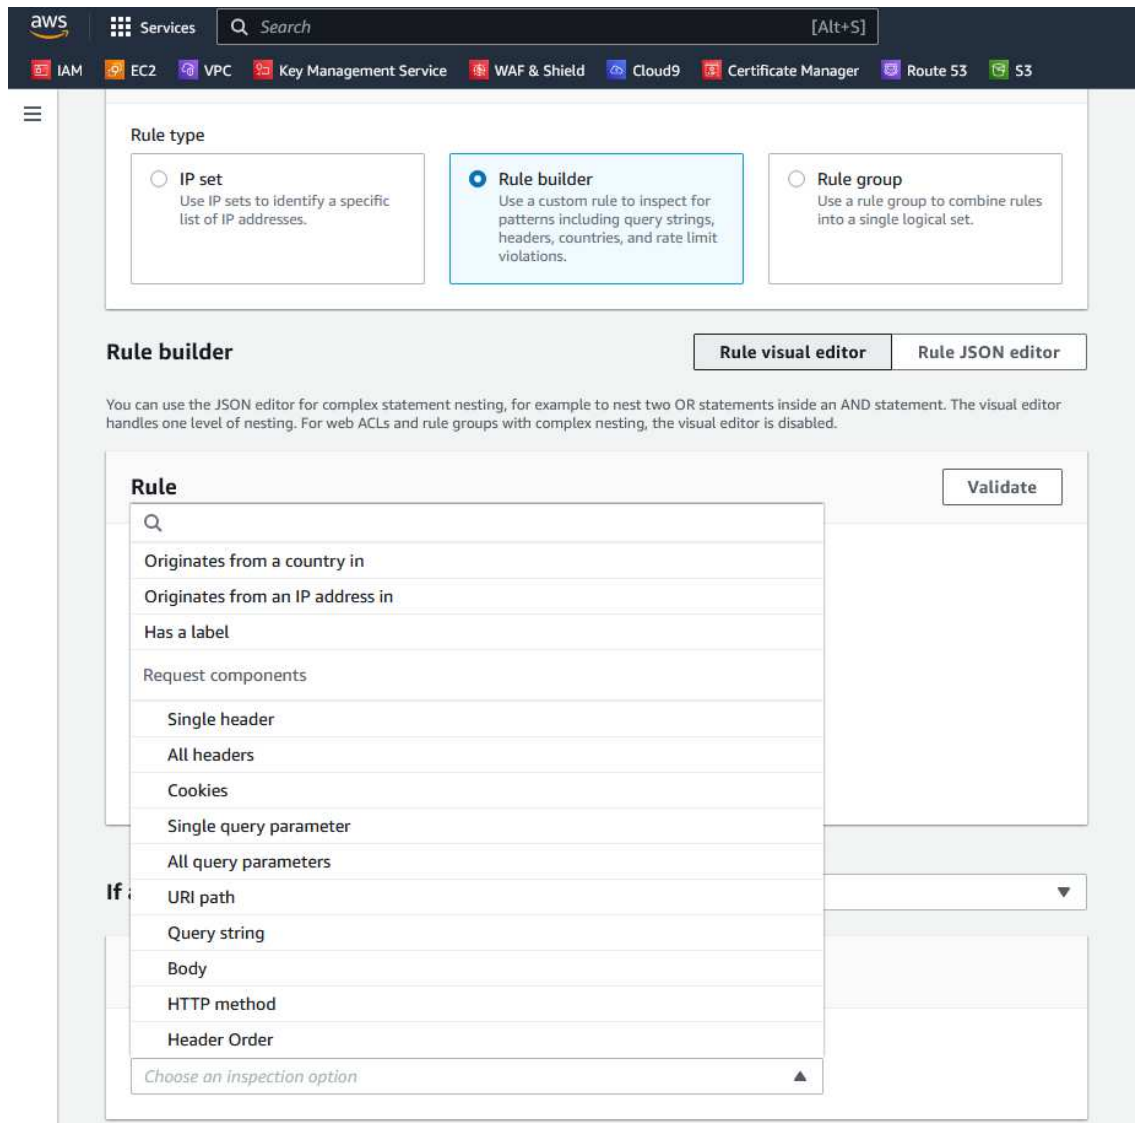 aws
Services
Search
[Alt+S]
IAM
EC2
VPC
Key Management Service
WAF & Shield
Cloud9
Certificate Manager
Route 53
S3
Rule type
IP set
Use IP sets to identify a specific
list of IP addresses.
Rule builder
Use a custom rule to inspect for
patterns including query strings,
headers, countries, and rate limit
violations.
Rule group
Use a rule group to combine rules
into a single logical set.
Rule builder
Rule visual editor
Rule JSON editor
You can use the JSON editor for complex statement nesting, for example to nest two OR statements inside an AND statement. The visual editor
handles one level of nesting. For web ACLs and rule groups with complex nesting, the visual editor is disabled.
Rule
Validate
Originates from a country in
Originates from an IP address in
Has a label
Request components
Single header
All headers
Cookies
Single query parameter
All query parameters
If
URI path
Query string
Body
HTTP method
Header Order
Choose an inspection option